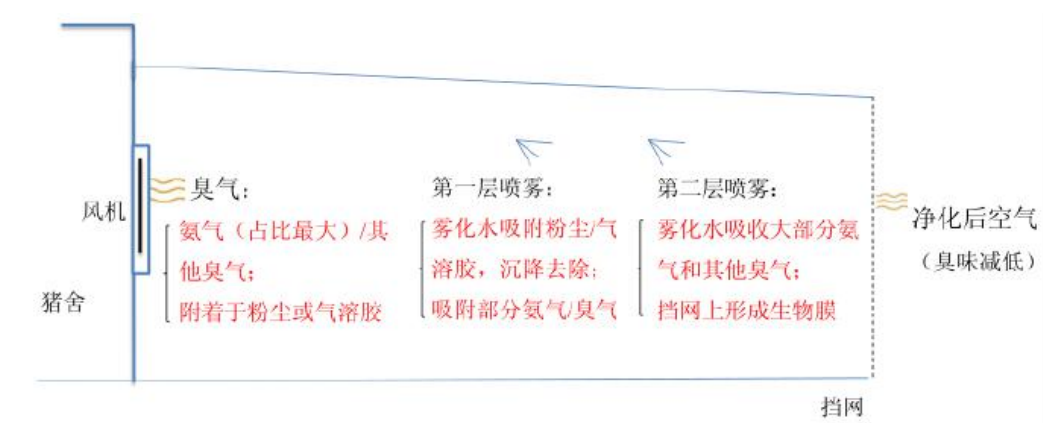 风机
猪舍
臭气：
氨气（占比最大）/其
他臭气；
附着于粉尘或气溶胶
第一层喷雾：
雾化水吸附粉尘/气
溶胶，沉降去除；
吸附部分氨气/臭气
第二层喷雾：
雾化水吸收大部分氨
气和其他臭气；
挡网上形成生物膜
净化后空气
（臭味减低）
挡网